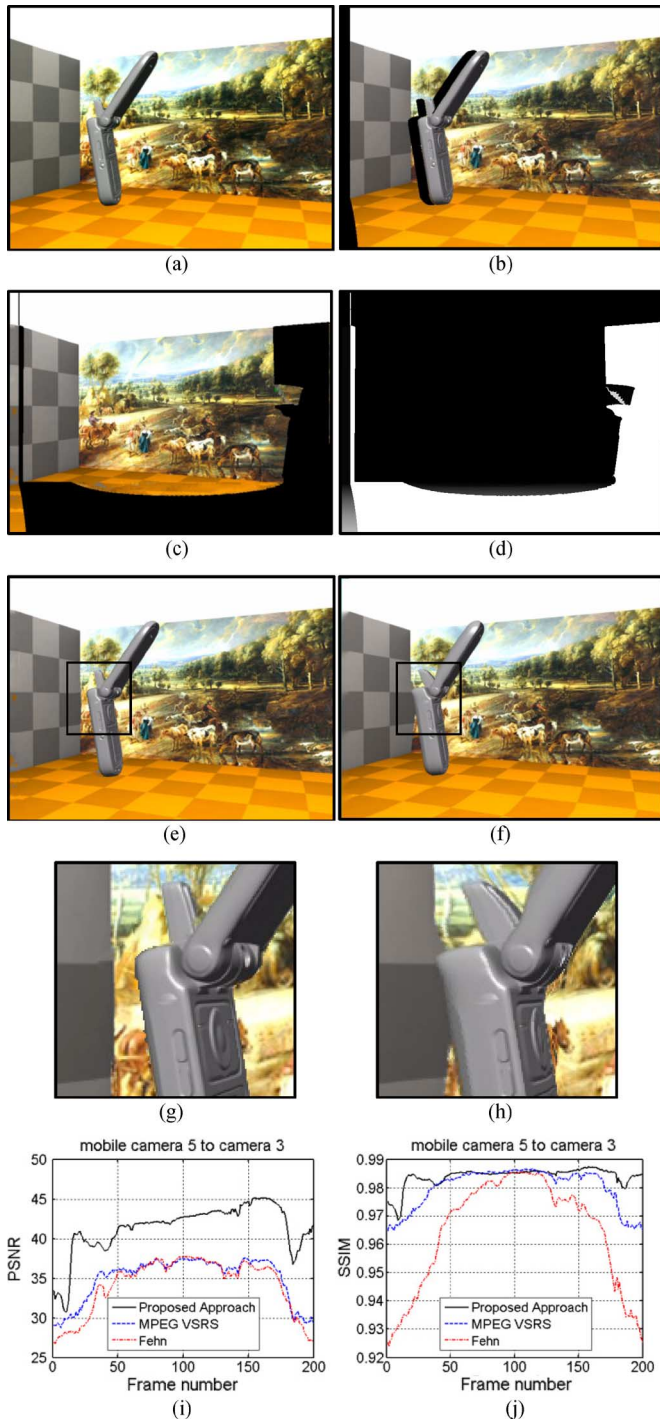 (a)
(b)
(c)
(d)
(e)
(f)
(g)
(h)
mobile camera 5 to camera 3
50
45
40
35
30
25
PSNR
Proposed Approach
MPEG VSRS
Fehn
0
50
100
150
200
Frame number
(i)
mobile camera 5 to camera 3
0.99
0.98
0.97
0.96
0.95
0.94
0.93
0.92
SSIM
Proposed Approach
MPEG VSRS
Fehn
0
50
100
150
200
Frame number
(j)